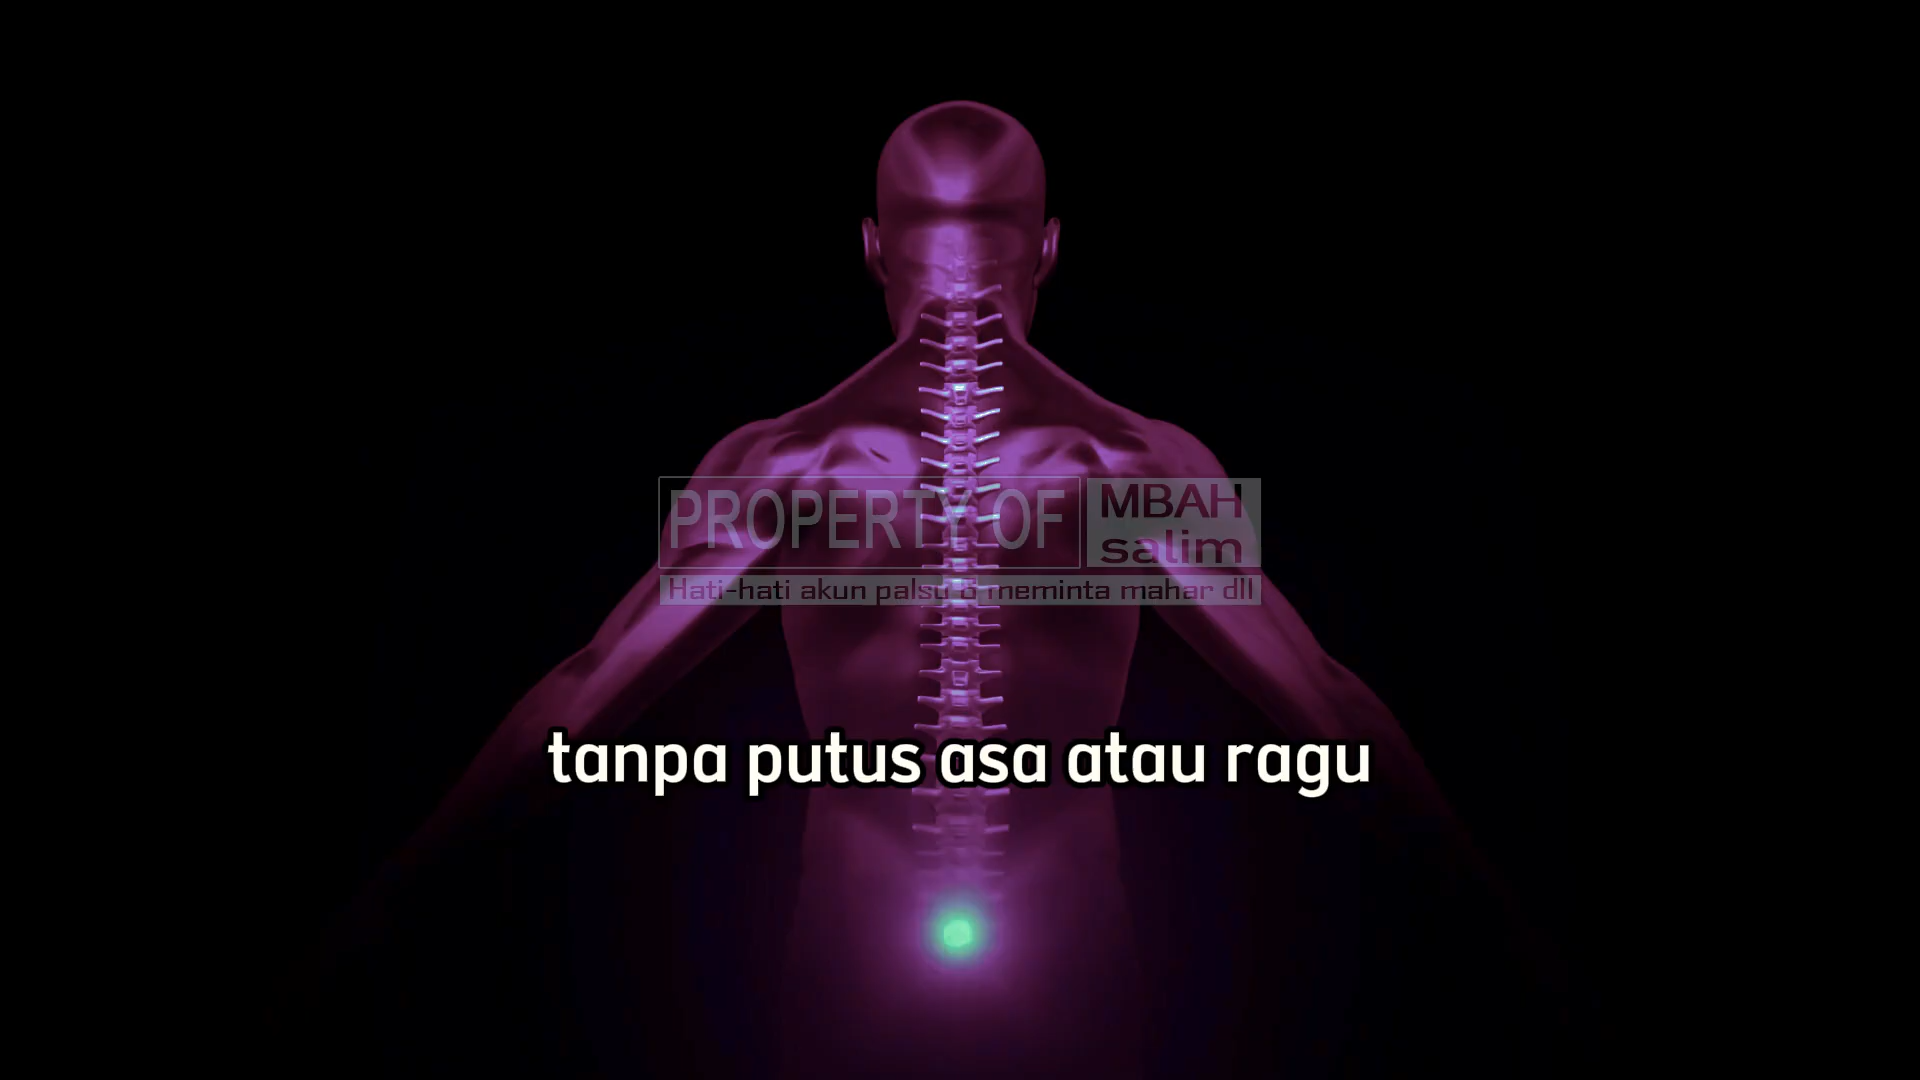 PROPERTY OF
MBAH
salim
Hati-hati akun palsu & meminta mahar dll
tanpa putus asa atau ragu